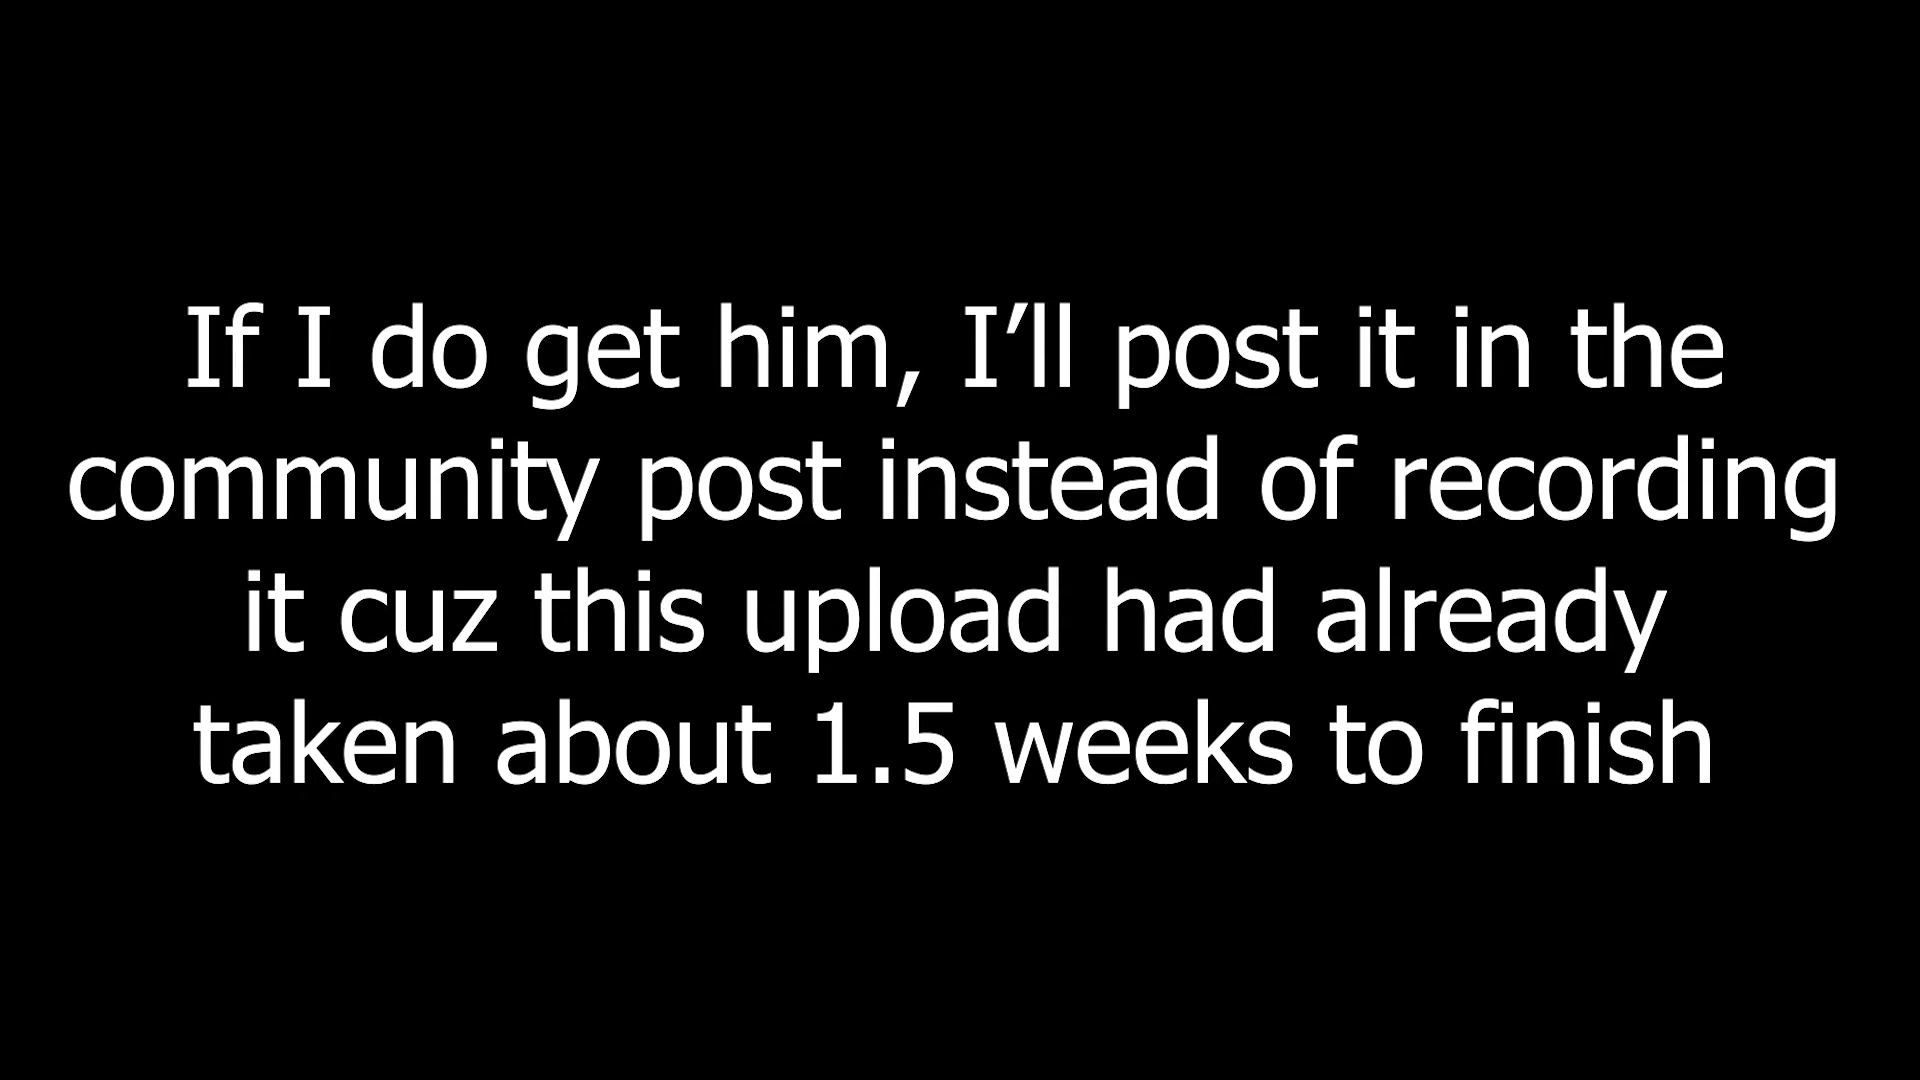 If I do get him, I’ll post it in the
community post instead of recording
it cuz this upload had already
taken about 1.5 weeks to finish